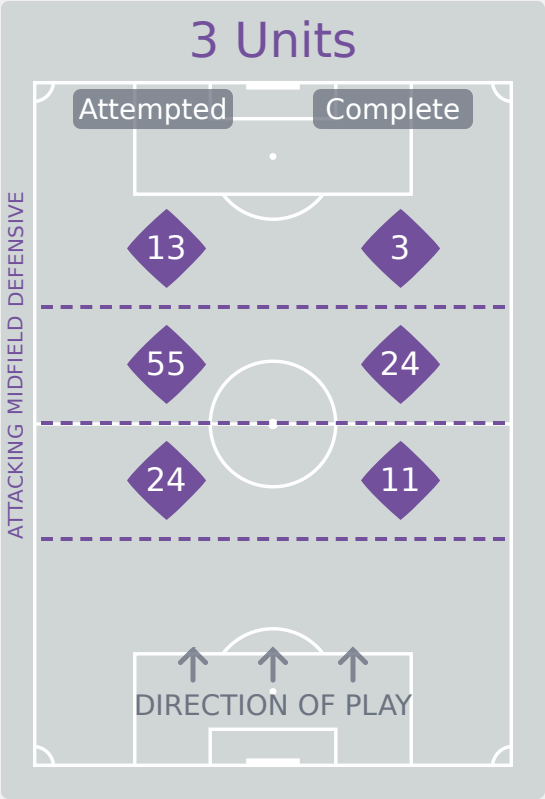 3 Units
Attempted Complete
ATTACKING MIDFIELD DEFENSIVE
13 3
55 24
24 11
DIRECTION OF PLAY